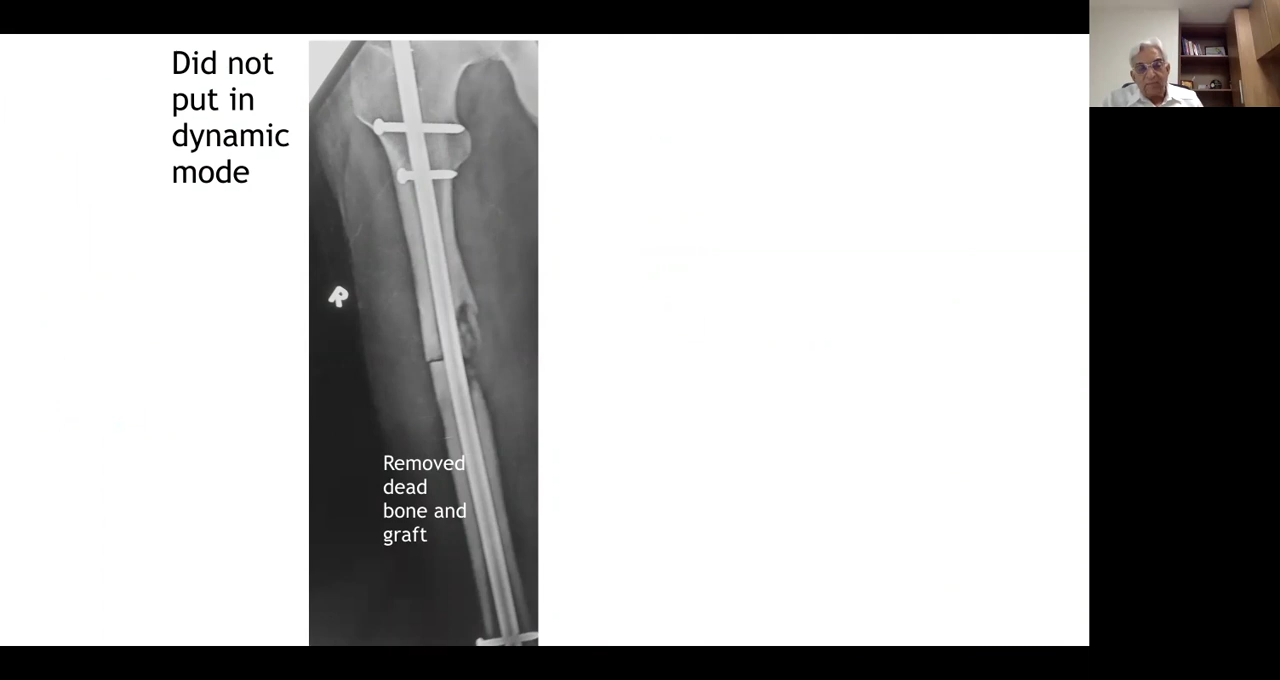 Did not
put in
dynamic
mode
R
Removed
dead
bone and
graft